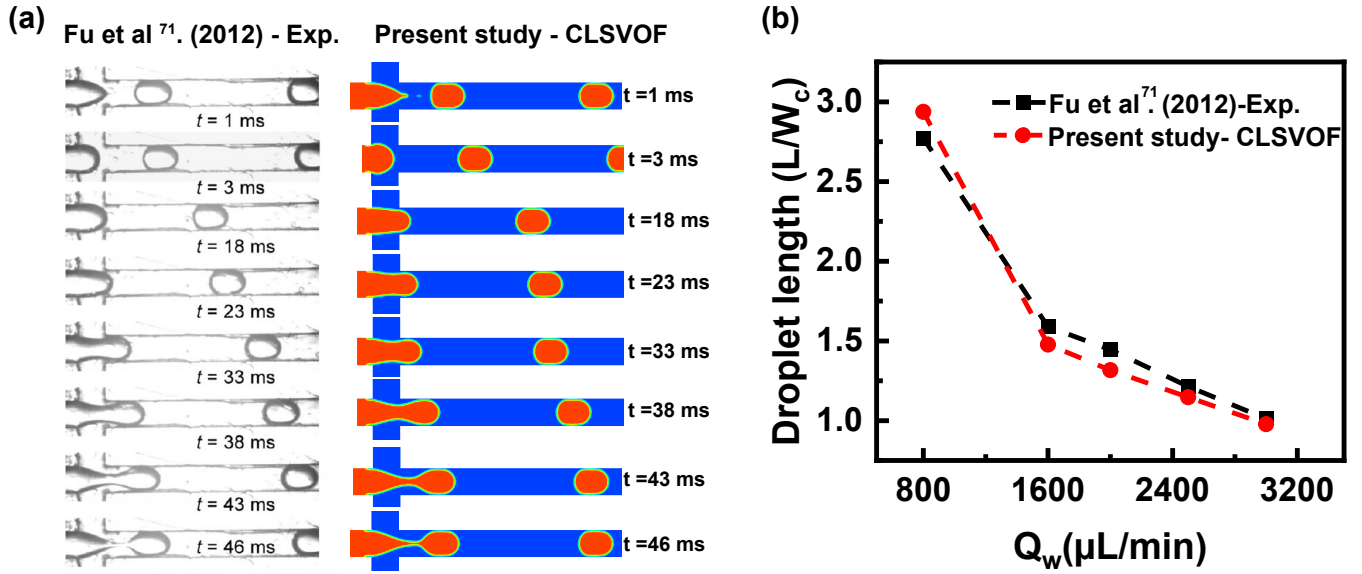 (a)
Fu et al 71. (2012) - Exp.
Present study - CLSVOF
t = 1 ms
t =1 ms
t = 3 ms
t =3 ms
t = 18 ms
t =18 ms
t = 23 ms
t =23 ms
t = 33 ms
t = 33 ms
t = 38 ms
t =38 ms
t = 43 ms
t =43 ms
t = 46 ms
t =46 ms
(b)
Fu et al71. (2012)-Exp.
Present study- CLSVOF
Droplet length (L/Wc)
3.0
2.5
2.0
1.5
1.0
800 1600 2400 3200
Qw(µL/min)